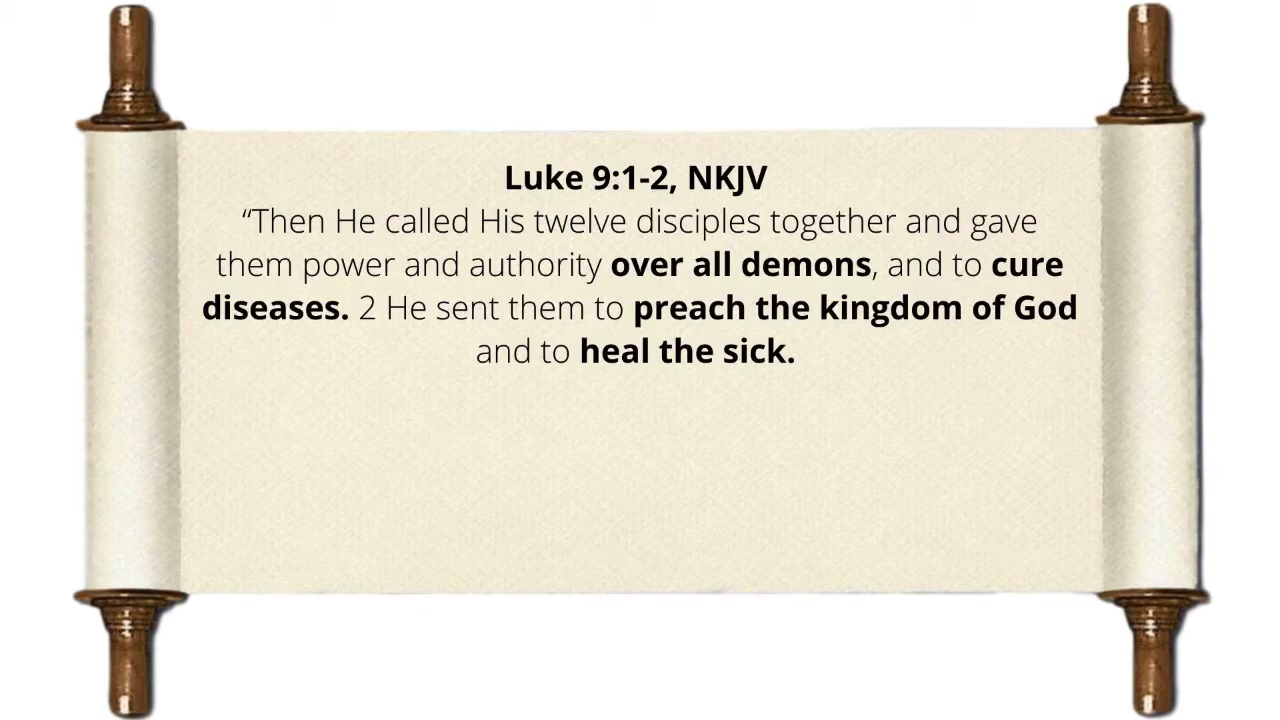 Luke 9:1-2, NKJV
“Then He called His twelve disciples together and gave
them power and authority over all demons, and to cure
diseases. 2 He sent them to preach the kingdom of God
and to heal the sick.